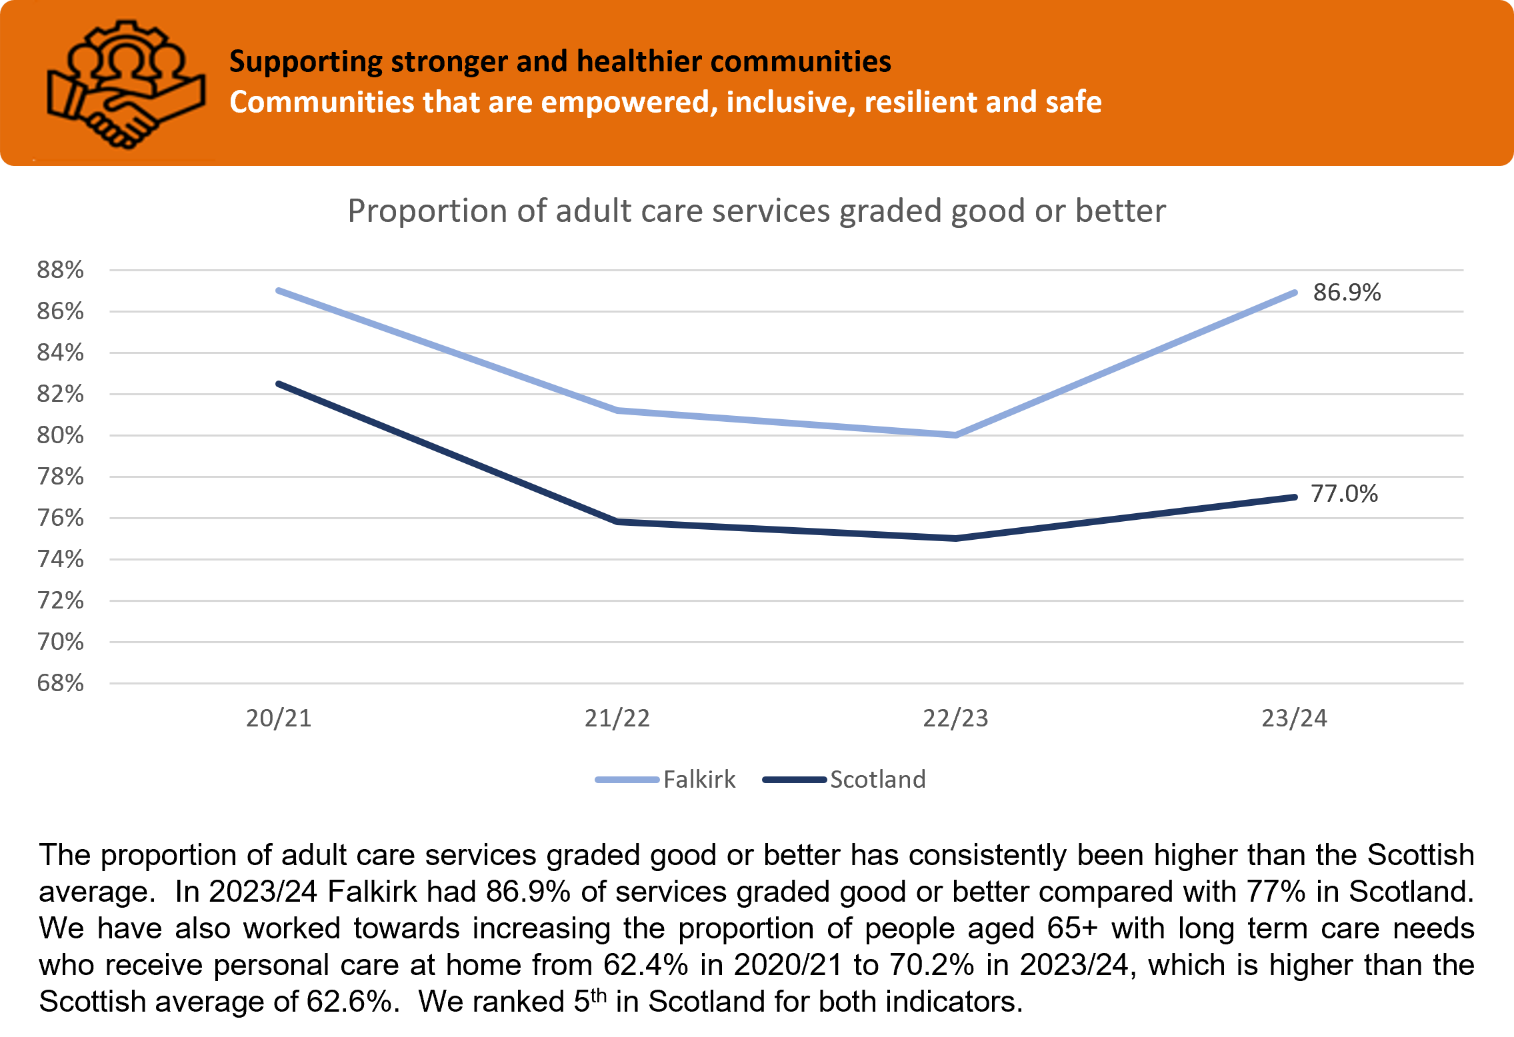 Supporting stronger and healthier communities
Communities that are empowered, inclusive, resilient and safe
Proportion of adult care services graded good or better
88%
86%
84%
82%
80%
78%
76%
74%
72%
70%
68%
86.9%
77.0%
20/21 21/22 22/23 23/24
Falkirk Scotland
The proportion of adult care services graded good or better has consistently been higher than the Scottish
average. In 2023/24 Falkirk had 86.9% of services graded good or better compared with 77% in Scotland.
We have also worked towards increasing the proportion of people aged 65+ with long term care needs
who receive personal care at home from 62.4% in 2020/21 to 70.2% in 2023/24, which is higher than the
Scottish average of 62.6%. We ranked 5th in Scotland for both indicators.